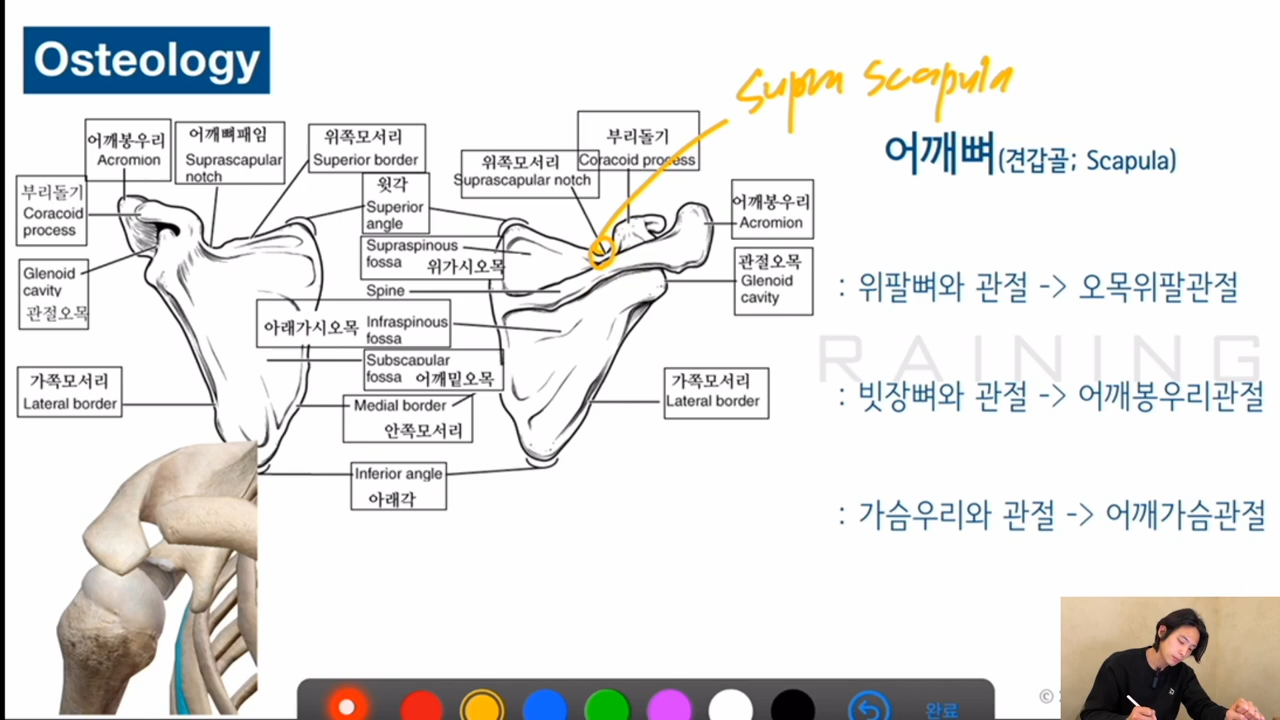 Osteology
Supra Scapula
어깨뼈(견갑골; Scapula)
어깨봉우리
Acromion
어깨뼈패임
Suprascapular
notch
위쪽모서리
Superior border
부리돌기
Coracoid
process
Glenoid
cavity
관절오목
가쪽모서리
Lateral border
윗각
Superior
angle
Supraspinous
fossa 위가시오목
Spine
아래가시오목 Infraspinous
fossa
Subscapular
fossa 어깨밑오목
Medial border
안쪽모서리
Inferior angle
아래각
위쪽모서리
Suprascapular notch
부리돌기
Coracoid process
어깨봉우리
Acromion
관절오목
Glenoid
cavity
가쪽모서리
Lateral border
: 위팔뼈와 관절 -> 오목위팔관절
RAINING
: 빗장뼈와 관절 -> 어깨봉우리관절
: 가슴우리와 관절 -> 어깨가슴관절
©
완료